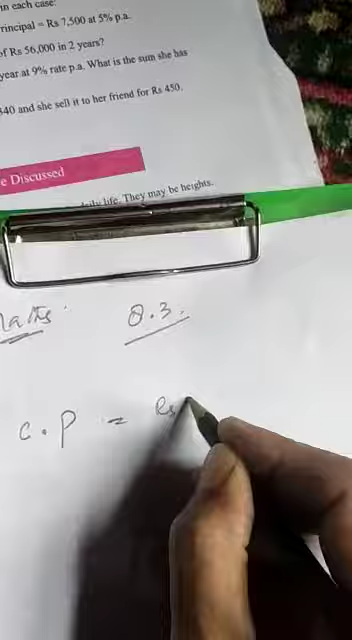 in each case:
rincipal = Rs 7,500 at 5% p.a.
of Rs 56,000 in 2 years?
year at 9% rate p.a. What is the sum she has
340 and she sell it to her friend for Rs 450.
e Discussed
daily life. They may be heights.
Maths Q.3.
C.P = Rs